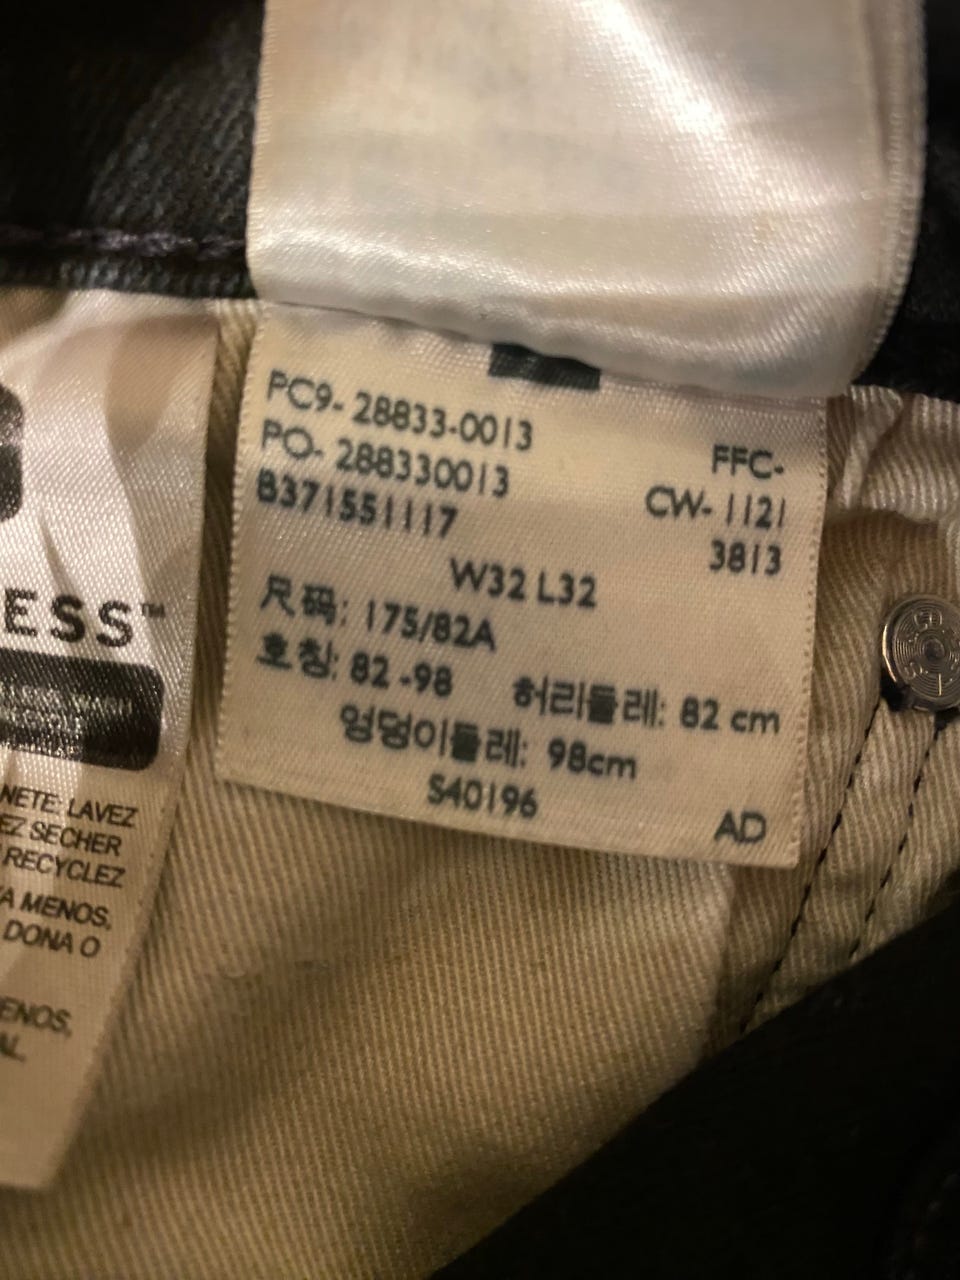 PC9- 28833-0013
PO- 288330013
B371551117
FFC-
CW- 1121
3813
W32 L32
尺码: 175/82A
호칭: 82 -98 허리둘레: 82 cm
엉덩이둘레: 98cm
S40196
AD
ESS™
NETE: LAVEZ
EZ SECHER
RECYCLEZ
A MENOS,
DONA O
ENOS,
AL.